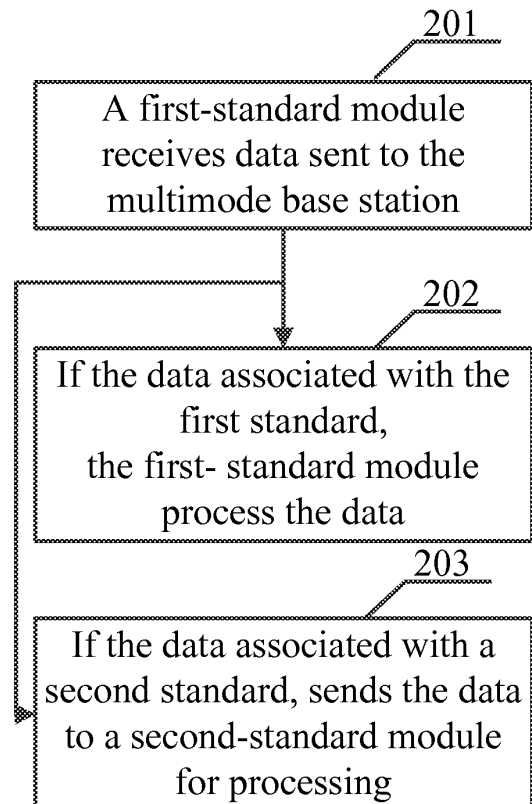 201
A first-standard module
receives data sent to the
multimode base station
202
If the data associated with the
first standard,
the first- standard module
process the data
203
If the data associated with a
second standard, sends the data
to a second-standard module
for processing